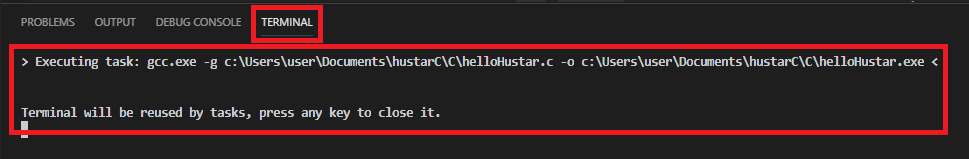 PROBLEMS OUTPUT DEBUG CONSOLE TERMINAL
> Executing task: gcc.exe -g c:\Users\user\Documents\hustarC\C\helloHustar.c -o c:\Users\user\Documents\hustarC\C\helloHustar.exe <
Terminal will be reused by tasks, press any key to close it.